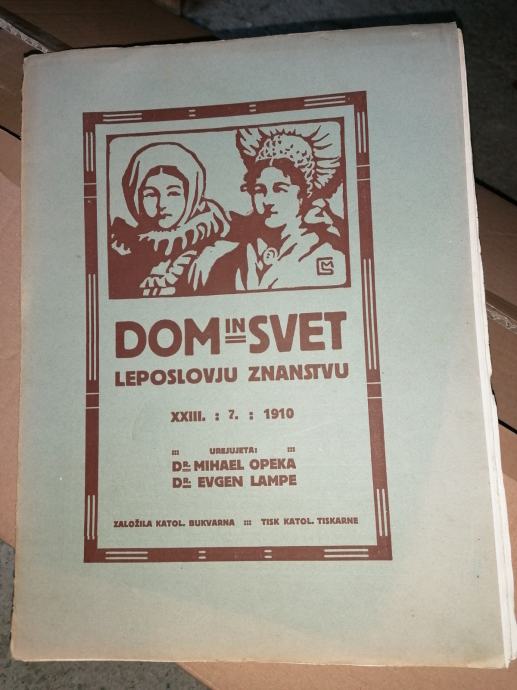 DOM IN SVET
LEPOSLOVJU ZNANSTVU
XXIII. : 7. : 1910
::: UREJUJETA: :::
DR. MIHAEL OPEKA
DR. EVGEN LAMPE
ZALOŽILA KATOL. BUKVARNA ::: TISK KATOL. TISKARNE